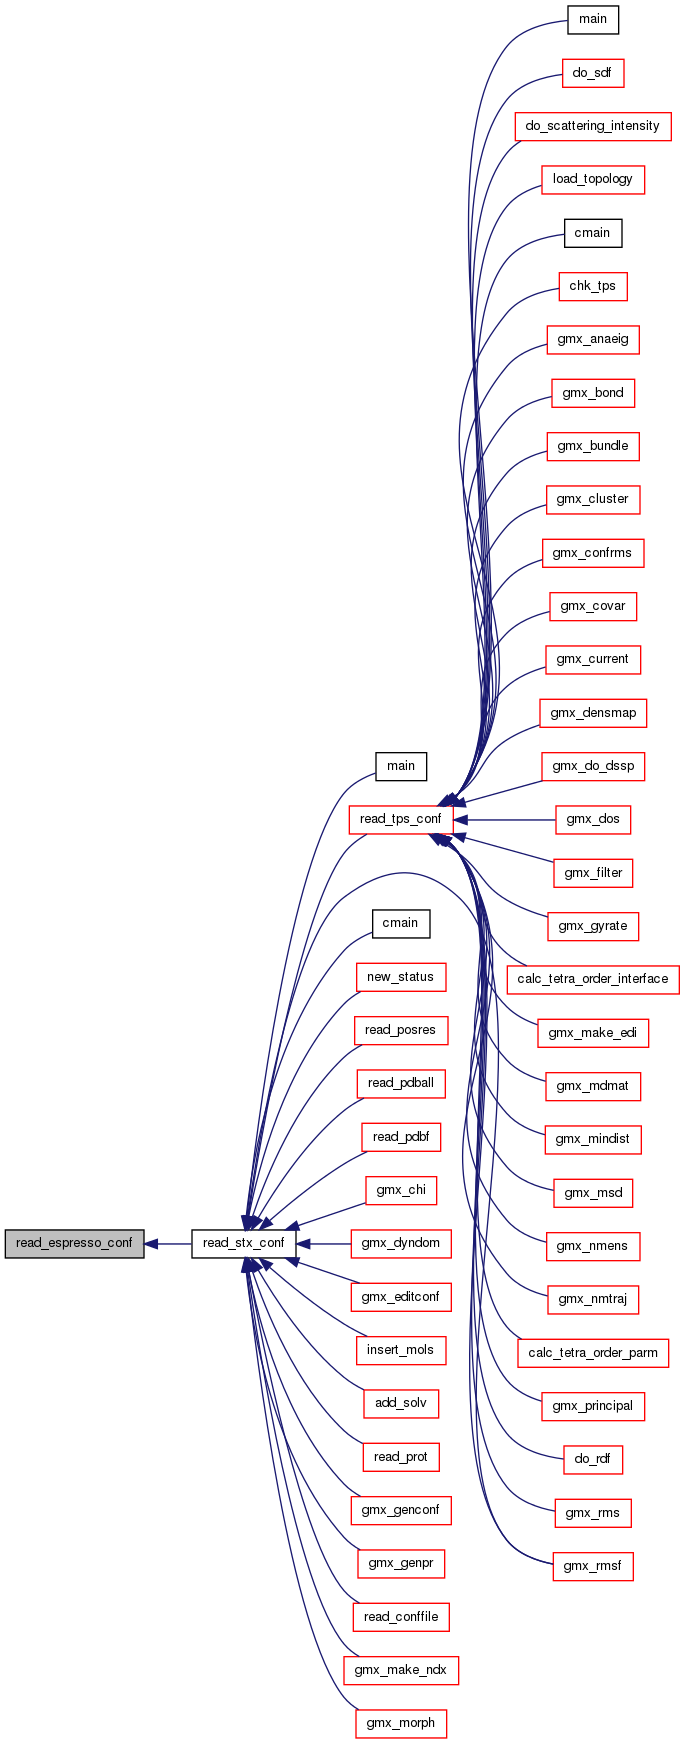 main
do_sdf
do_scattering_intensity
load_topology
cmain
chk_tps
gmx_anaeig
gmx_bond
gmx_bundle
gmx_cluster
gmx_confrms
gmx_covar
gmx_current
gmx_densmap
main
gmx_do_dssp
read_tps_conf
gmx_dos
gmx_filter
cmain
gmx_gyrate
new_status
calc_tetra_order_interface
read_posres
gmx_make_edi
read_pdball
gmx_mdmat
read_pdbf
gmx_mindist
gmx_chi
gmx_msd
read_espresso_conf
read_stx_conf
gmx_dyndom
gmx_nmens
gmx_editconf
gmx_nmtraj
insert_mols
calc_tetra_order_parm
add_solv
gmx_principal
read_prot
do_rdf
gmx_genconf
gmx_rms
gmx_genpr
gmx_rmsf
read_conffile
gmx_make_ndx
gmx_morph